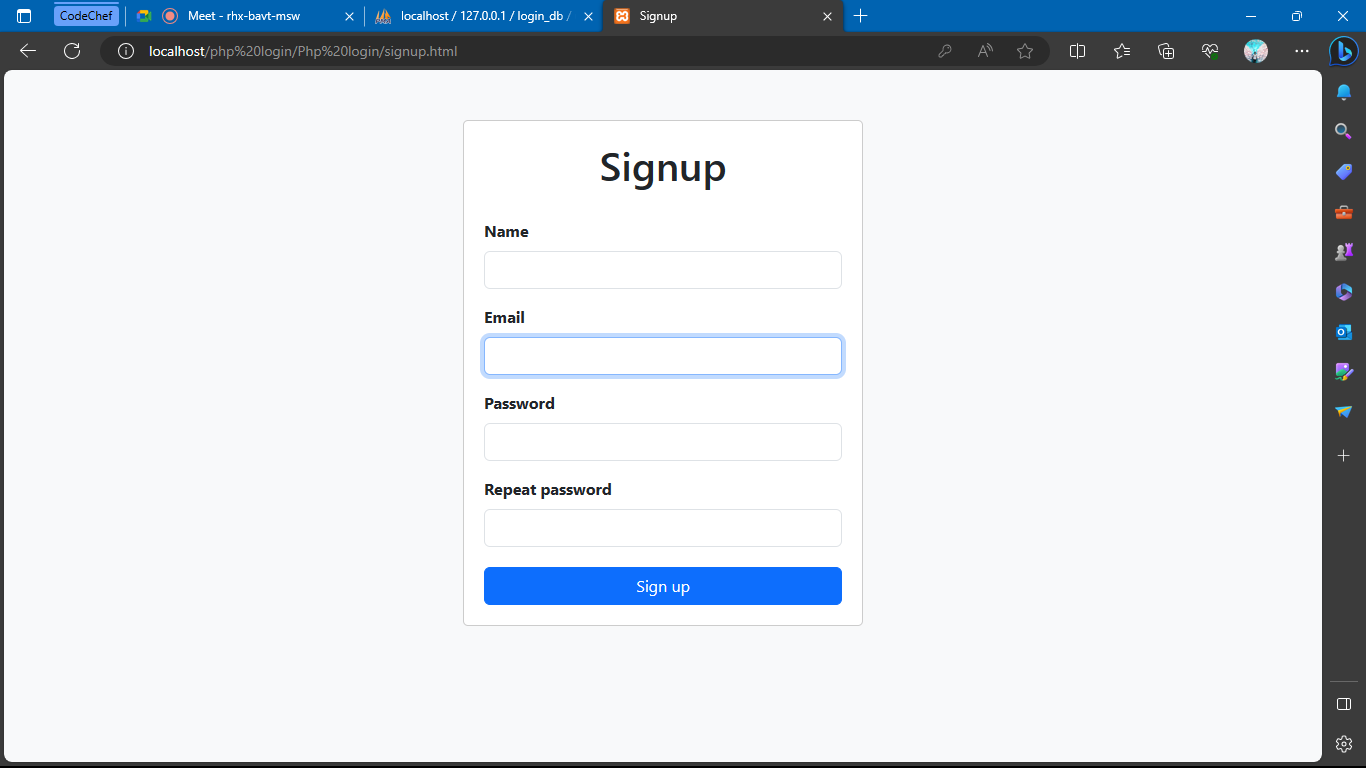 CodeChef
Meet - rhx-bavt-msw
localhost / 127.0.0.1 / login_db /
Signup
localhost/php%20login/Php%20login/signup.html
Signup
Name
Email
Password
Repeat password
Sign up